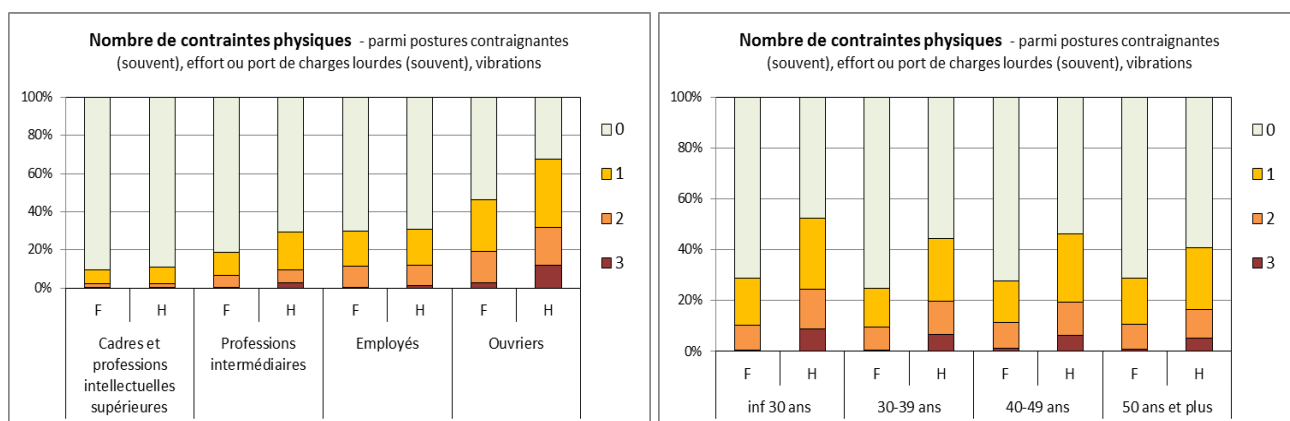 Nombre de contraintes physiques - parmi postures contraignantes
(souvent), effort ou port de charges lourdes (souvent), vibrations
100%
80%
60%
40%
20%
0%
0
1
2
3
F H F H F H F H
Cadres et
professions
intellectuelles
supérieures
Professions
intermédiaires
Employés
Ouvriers
Nombre de contraintes physiques - parmi postures contraignantes
(souvent), effort ou port de charges lourdes (souvent), vibrations
100%
80%
60%
40%
20%
0%
0
1
2
3
F H F H F H F H
inf 30 ans 30-39 ans 40-49 ans 50 ans et plus